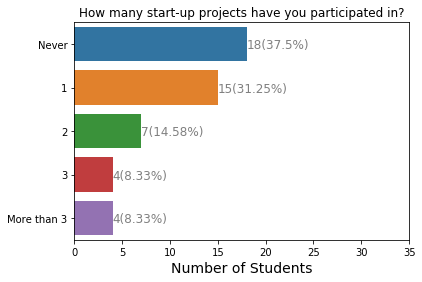 How many start-up projects have you participated in?
Never
18(37.5%)
1
15(31.25%)
2
7(14.58%)
3
4(8.33%)
More than 3
4(8.33%)
0 5 10 15 20 25 30 35
Number of Students